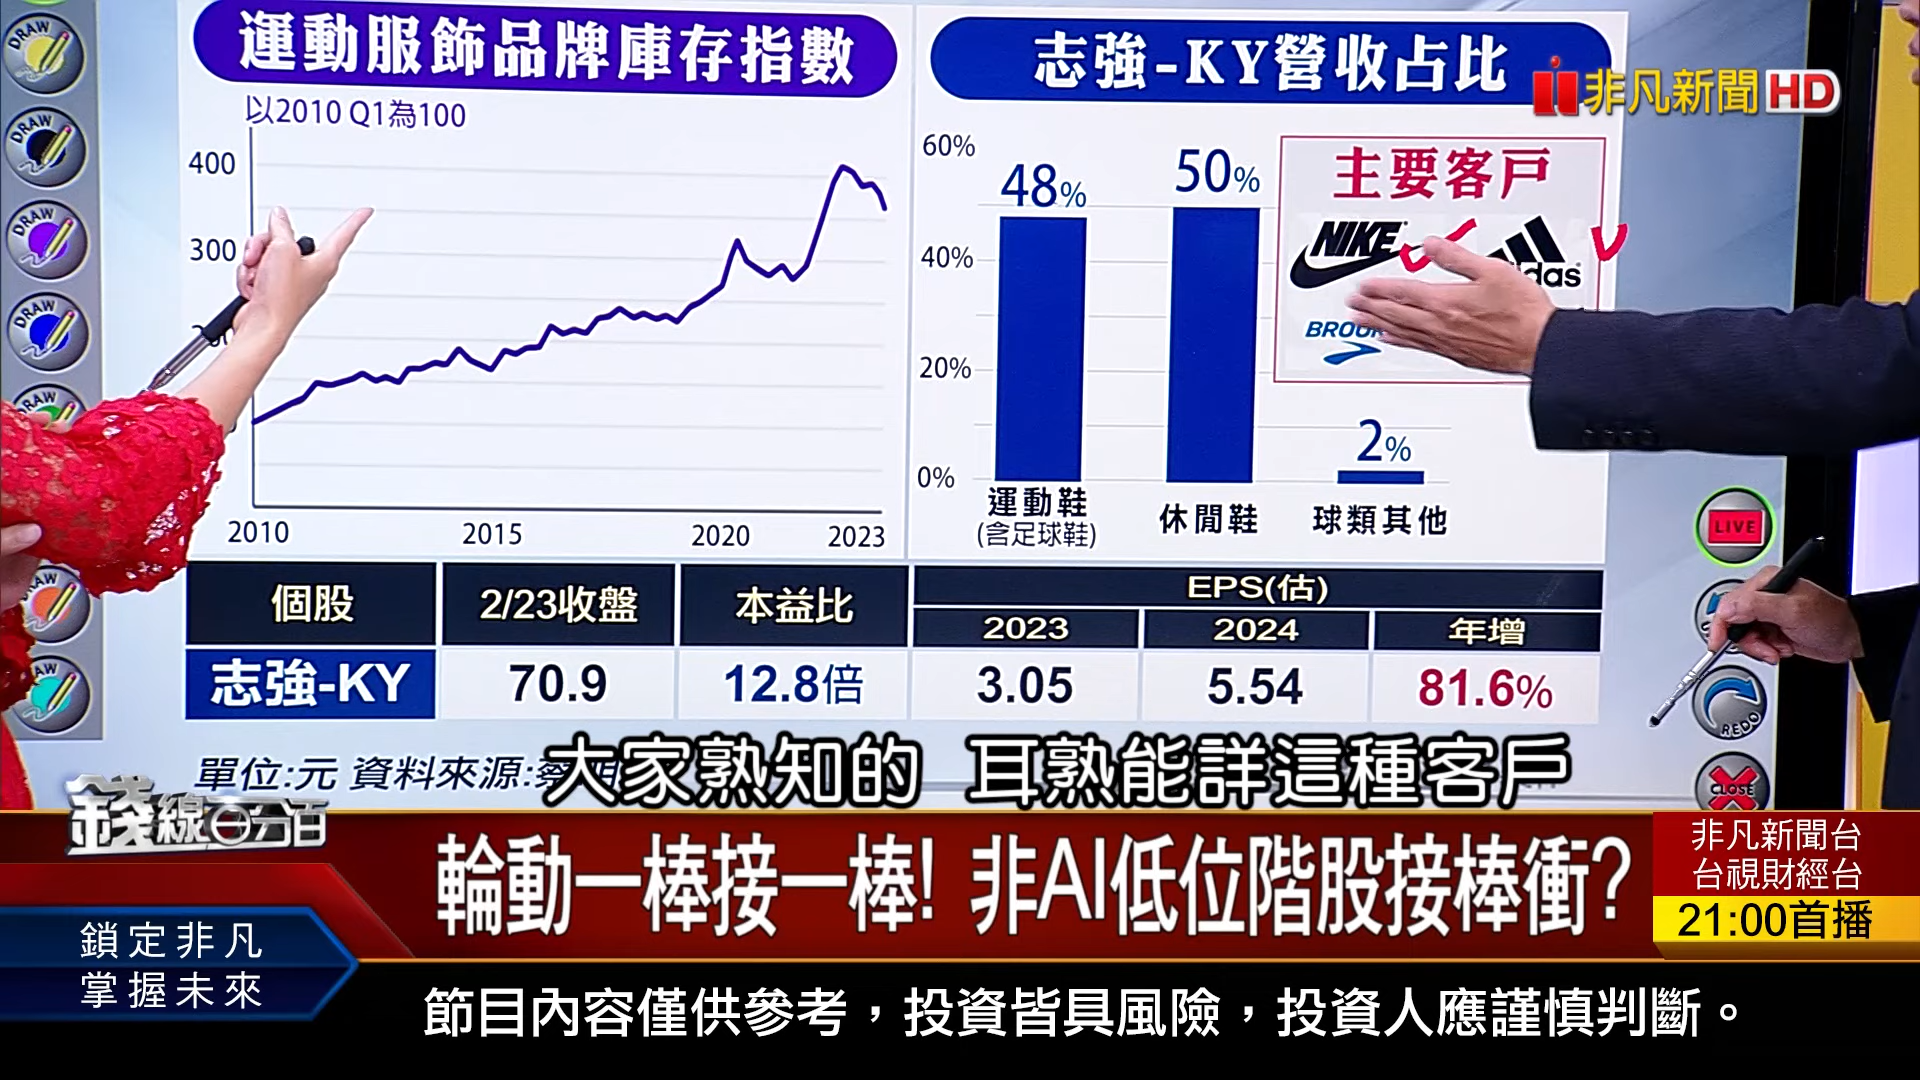 運動服飾品牌庫存指數
以2010 Q1為100
400
300
2010
2015
2020
2023
志強-KY營收占比
非凡新聞HD
60%
40%
20%
0%
48%
50%
2%
運動鞋
(含足球鞋)
休閒鞋
球類其他
主要客戶
NIKE
DRAW
DRAW
DRAW
DRAW
LIVE
REDO
CLOSE
個股
2/23收盤
本益比
EPS(估)
2023
2024
年增
志強-KY
70.9
12.8倍
3.05
5.54
81.6%
單位:元 資料來源:
大家熟知的 耳熟能詳這種客戶
錢線百分百
輪動一棒接一棒! 非AI低位階股接棒衝?
非凡新聞台
台視財經台
21:00首播
鎖定非凡
掌握未來
節目內容僅供參考，投資皆具風險，投資人應謹慎判斷。